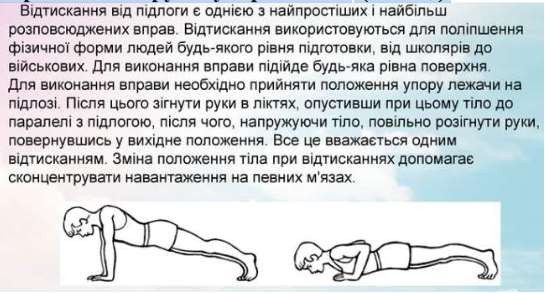 Відтискання від підлоги є однією з найпростіших і найбільш
розповсюджених вправ. Відтискання використовуються для поліпшення
фізичної форми людей будь-якого рівня підготовки, від школярів до
військових. Для виконання вправи підійде будь-яка рівна поверхня.
Для виконання вправи необхідно прийняти положення упору лежачи на
підлозі. Після цього зігнути руки в ліктях, опустивши при цьому тіло до
паралелі з підлогою, після чого, напружуючи тіло, повільно розігнути руки,
повернувшись у вихідне положення. Все це вважається одним
відтисканням. Зміна положення тіла при відтисканнях допомагає
сконцентрувати навантаження на певних м'язах.